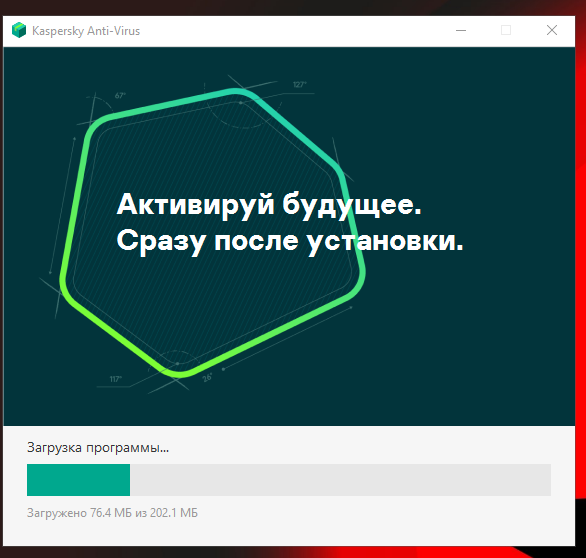 Kaspersky Anti-Virus
127°
67°
Активируй будущее.
Сразу после установки.
117°
26°
Загрузка программы...
Загружено 76.4 МБ из 202.1 МБ